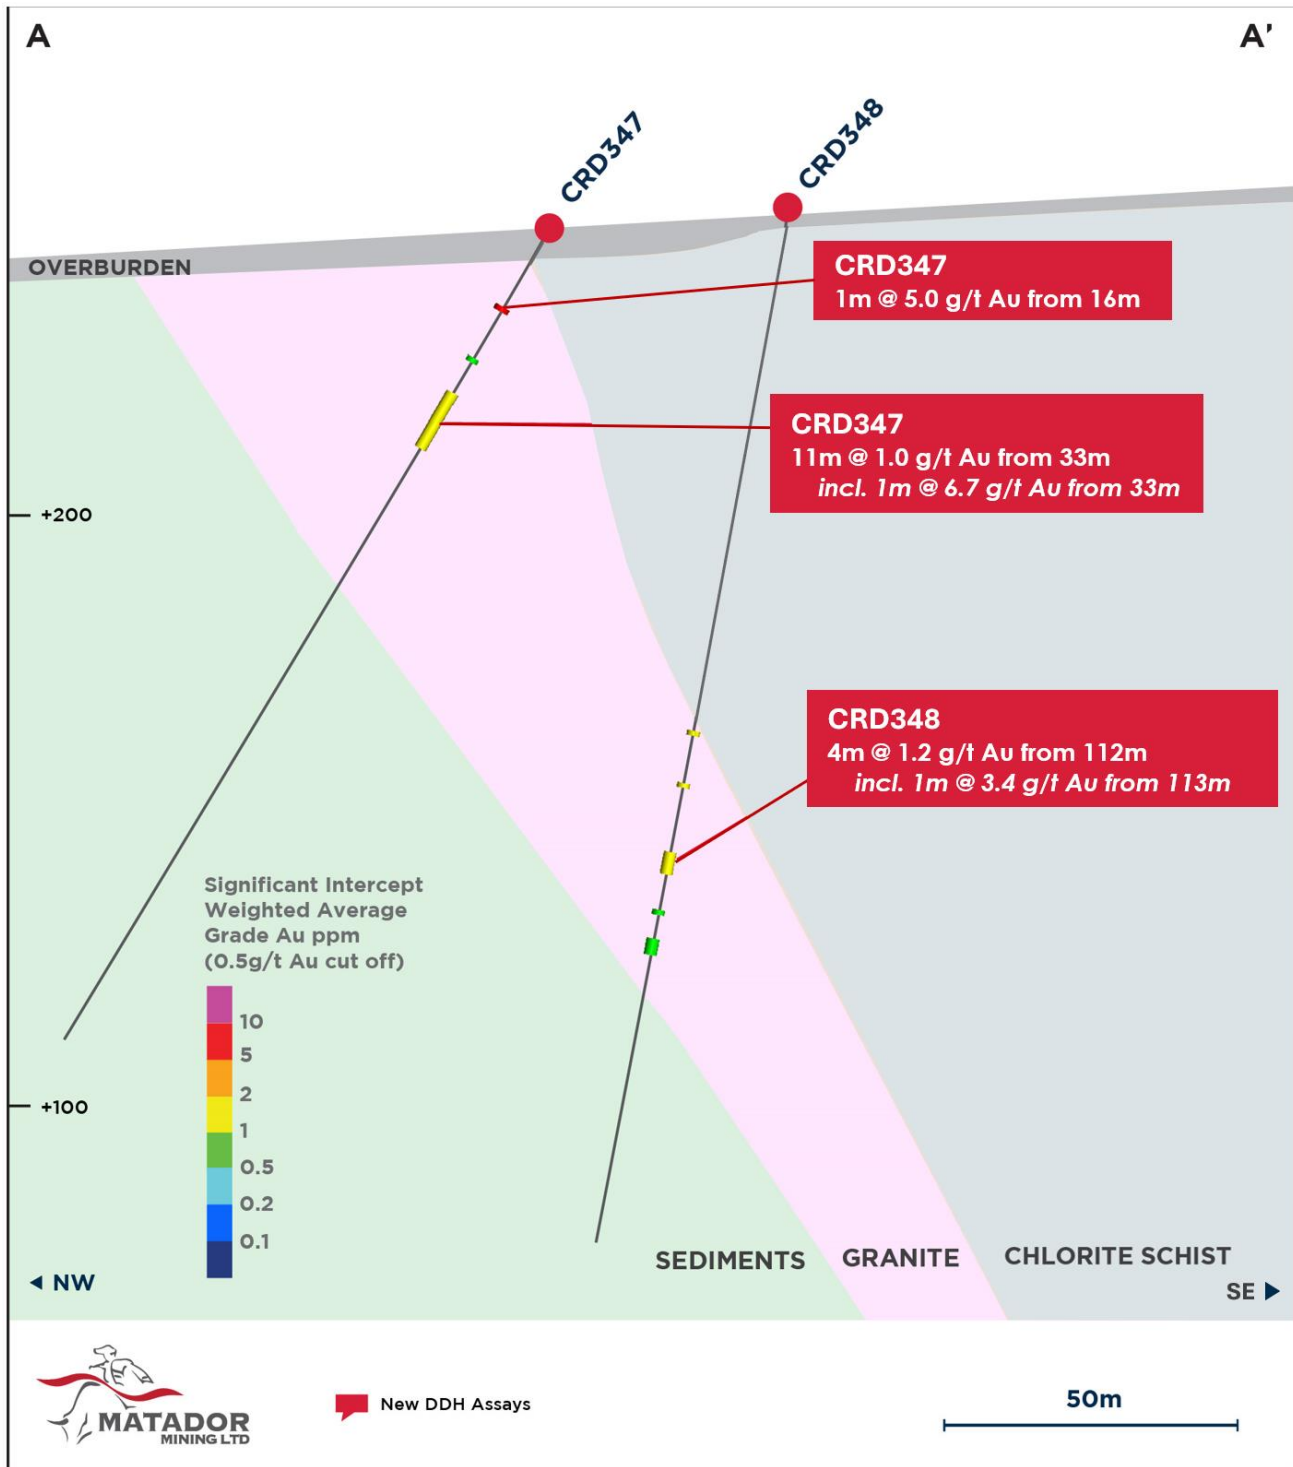 A
A’
CRD347
CRD348
OVERBURDEN
CRD347
1m @ 5.0 g/t Au from 16m
CRD347
11m @ 1.0 g/t Au from 33m
incl. 1m @ 6.7 g/t Au from 33m
+200
CRD348
4m @ 1.2 g/t Au from 112m
incl. 1m @ 3.4 g/t Au from 113m
Significant Intercept
Weighted Average
Grade Au ppm
(0.5g/t Au cut off)
10
5
2
1
0.5
0.2
0.1
+100
SEDIMENTS
GRANITE
CHLORITE SCHIST
NW
SE
MATADOR
MINING LTD
New DDH Assays
50m